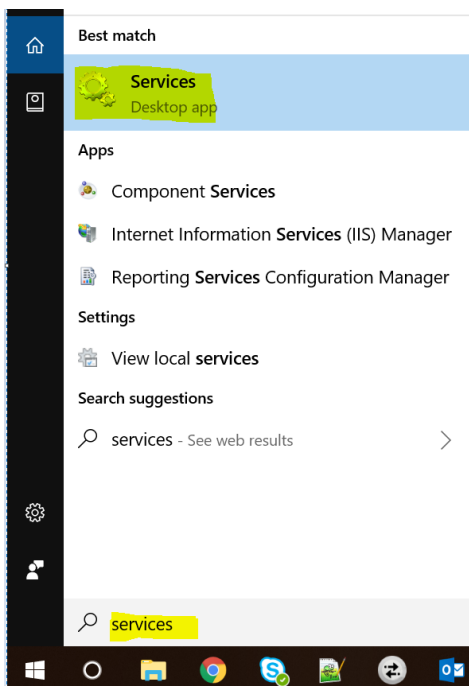 Best match
Services
Desktop app
Apps
Component Services
Internet Information Services (IIS) Manager
Reporting Services Configuration Manager
Settings
View local services
Search suggestions
services - See web results
services